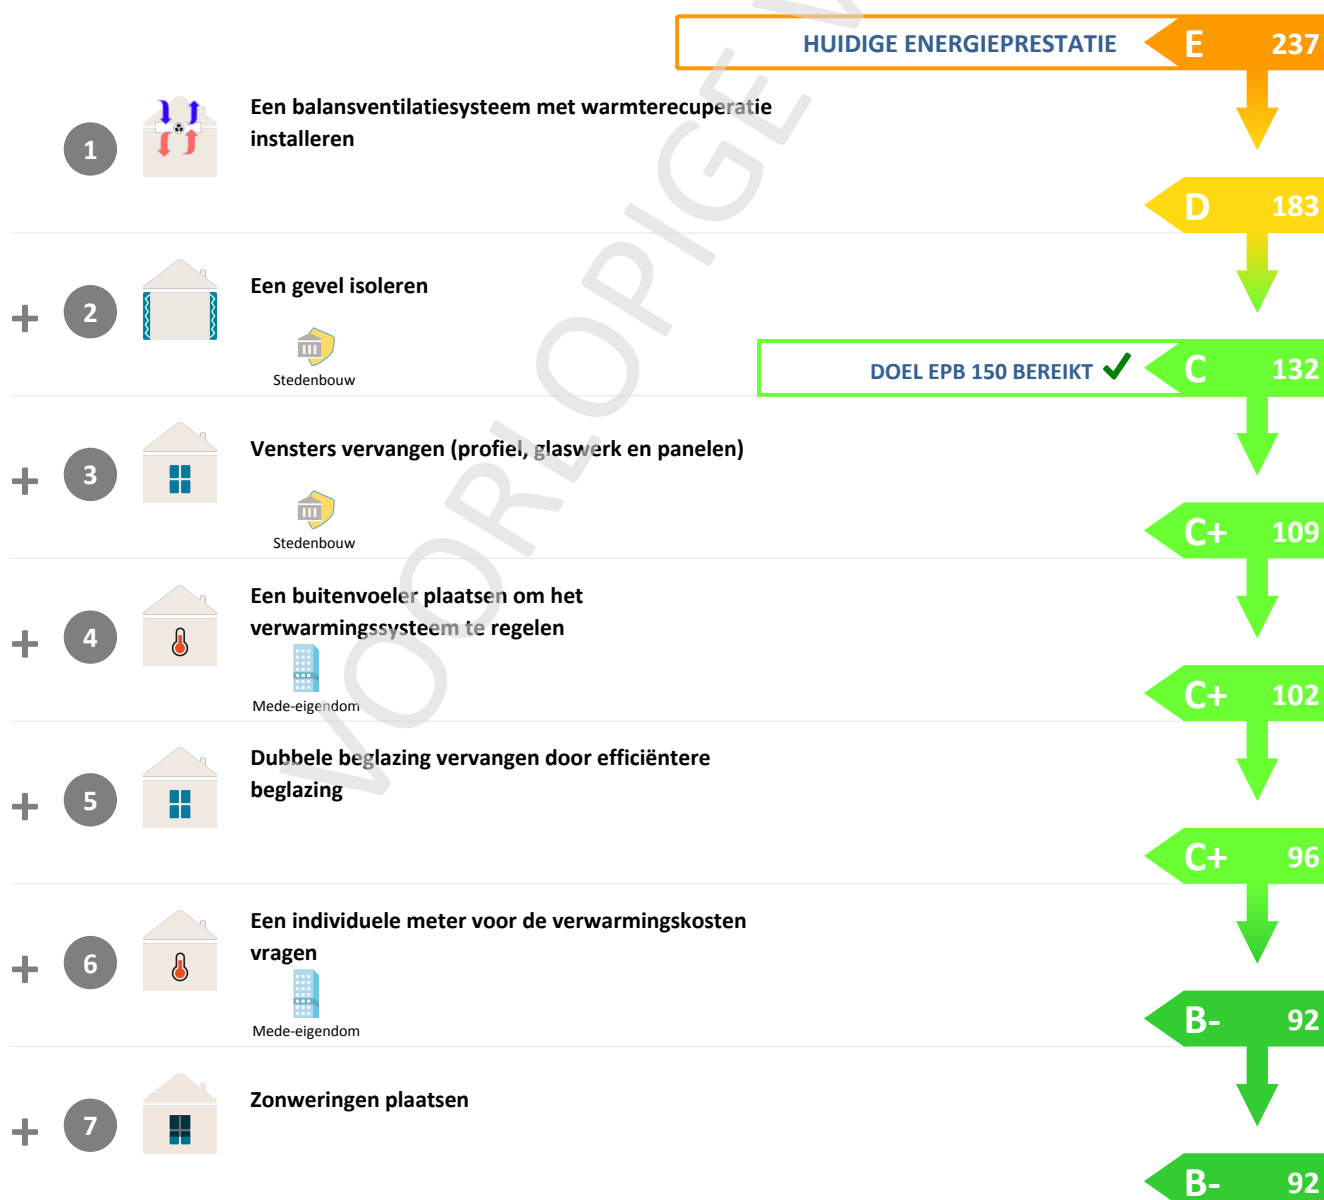 HUIDIGE ENERGIEPRESTATIE E 237
1 Een balansventilatiesysteem met warmterecuperatie
installeren
D 183
+ 2 Een gevel isoleren
Stedenbouw
DOEL EPB 150 BEREIKT ✓ C 132
+ 3 Vensters vervangen (profiel, glaswerk en panelen)
Stedenbouw
C+ 109
+ 4 Een buitenvoeler plaatsen om het
verwarmingssysteem te regelen
Mede-eigendom
C+ 102
+ 5 Dubbele beglazing vervangen door efficiëntere
beglazing
C+ 96
+ 6 Een individuele meter voor de verwarmingskosten
vragen
Mede-eigendom
B- 92
+ 7 Zonweringen plaatsen
B- 92
VOORLOPIGE